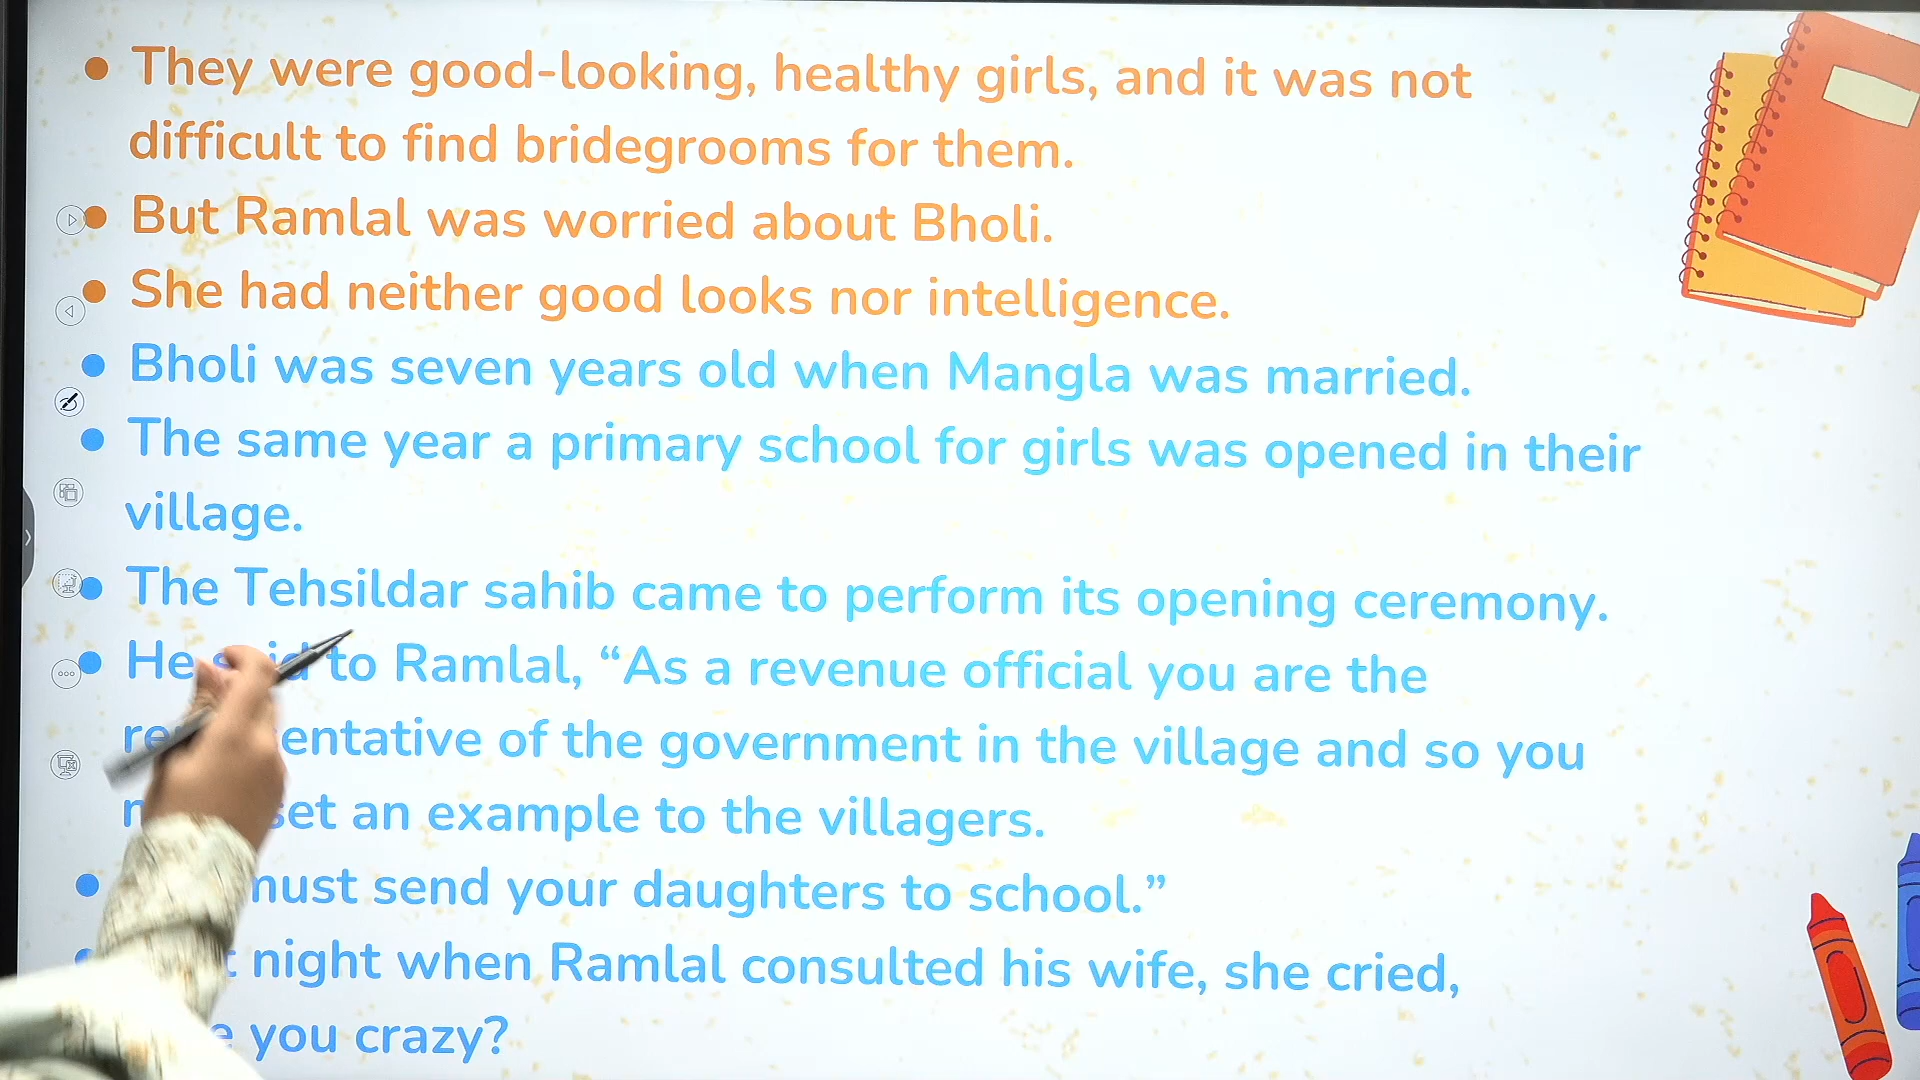 • They were good-looking, healthy girls, and it was not
difficult to find bridegrooms for them.
• But Ramlal was worried about Bholi.
• She had neither good looks nor intelligence.
• Bholi was seven years old when Mangla was married.
• The same year a primary school for girls was opened in their
village.
• The Tehsildar sahib came to perform its opening ceremony.
• He said to Ramlal, “As a revenue official you are the
representative of the government in the village and so you
set an example to the villagers.
• must send your daughters to school.”
night when Ramlal consulted his wife, she cried,
you crazy?